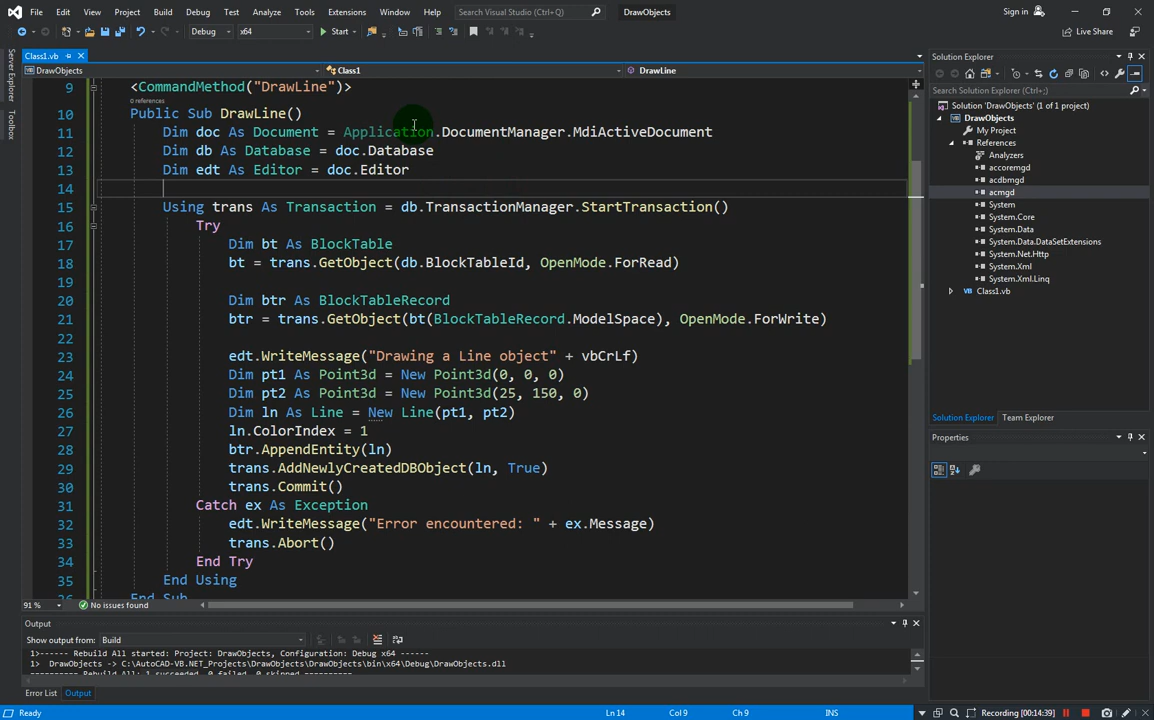 File Edit View Project Build Debug Test Analyze Tools Extensions Window Help Search Visual Studio (Ctrl+Q) DrawObjects Sign in
Debug x64 Start Live Share
Server Explorer
Toolbox
Class1.vb
DrawObjects Class1 DrawLine
9 <CommandMethod("DrawLine")>
0 references
10 Public Sub DrawLine()
11 Dim doc As Document = Application.DocumentManager.MdiActiveDocument
12 Dim db As Database = doc.Database
13 Dim edt As Editor = doc.Editor
14
15 Using trans As Transaction = db.TransactionManager.StartTransaction()
16 Try
17 Dim bt As BlockTable
18 bt = trans.GetObject(db.BlockTableId, OpenMode.ForRead)
19
20 Dim btr As BlockTableRecord
21 btr = trans.GetObject(bt(BlockTableRecord.ModelSpace), OpenMode.ForWrite)
22
23 edt.WriteMessage("Drawing a Line object" + vbCrLf)
24 Dim pt1 As Point3d = New Point3d(0, 0, 0)
25 Dim pt2 As Point3d = New Point3d(25, 150, 0)
26 Dim ln As Line = New Line(pt1, pt2)
27 ln.ColorIndex = 1
28 btr.AppendEntity(ln)
29 trans.AddNewlyCreatedDBObject(ln, True)
30 trans.Commit()
31 Catch ex As Exception
32 edt.WriteMessage("Error encountered: " + ex.Message)
33 trans.Abort()
34 End Try
35 End Using
36 End Sub
91 % No issues found
Output
Show output from: Build
1>------ Rebuild All started: Project: DrawObjects, Configuration: Debug x64 ------
1> DrawObjects -> C:\AutoCAD-VB.NET_Projects\DrawObjects\DrawObjects\bin\x64\Debug\DrawObjects.dll
========== Rebuild All: 1 succeeded, 0 failed, 0 skipped ==========
Error List Output
Ready Ln 14 Col 9 Ch 9 INS Recording [00:14:39]
Solution Explorer
Search Solution Explorer (Ctrl+;)
Solution 'DrawObjects' (1 of 1 project)
DrawObjects
My Project
References
Analyzers
accoremgd
acdbmgd
acmgd
System
System.Core
System.Data
System.Data.DataSetExtensions
System.Net.Http
System.Xml
System.Xml.Linq
Class1.vb
Solution Explorer Team Explorer
Properties